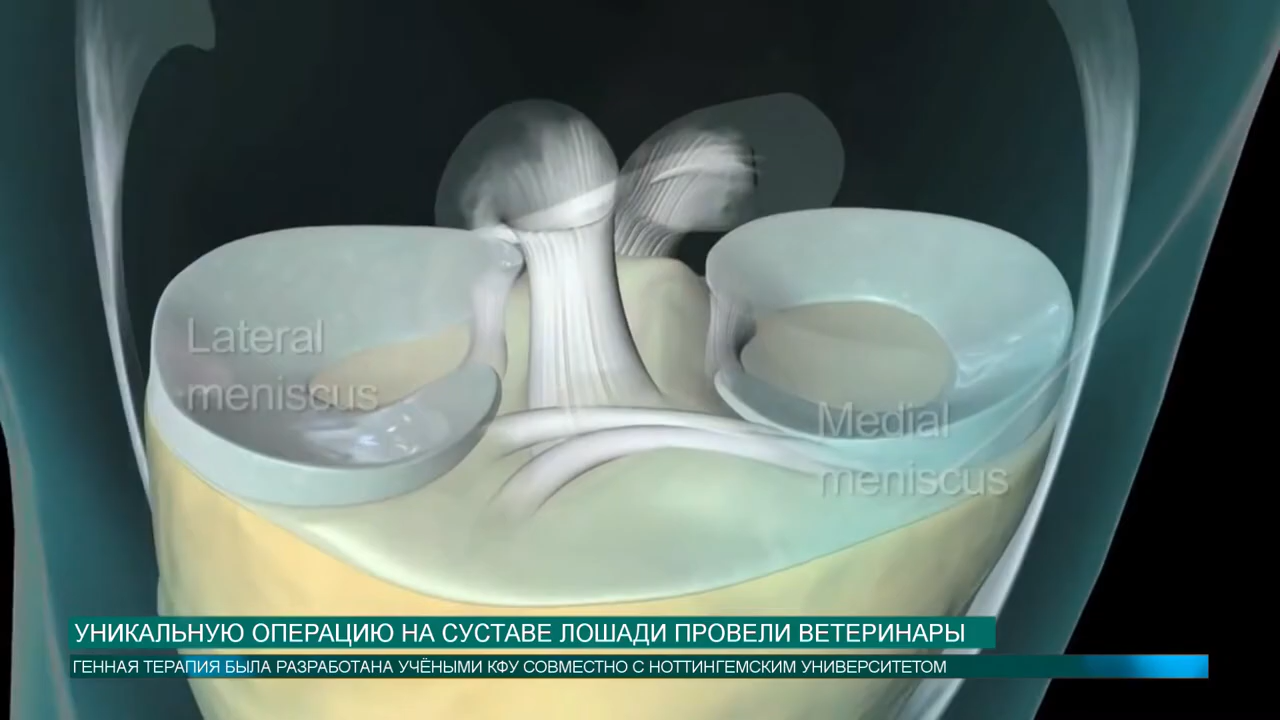 Lateral
meniscus
Medial
meniscus
УНИКАЛЬНУЮ ОПЕРАЦИЮ НА СУСТАВЕ ЛОШАДИ ПРОВЕЛИ ВЕТЕРИНАРЫ
ГЕННАЯ ТЕРАПИЯ БЫЛА РАЗРАБОТАНА УЧЁНЫМИ КФУ СОВМЕСТНО С НОТТИНГЕМСКИМ УНИВЕРСИТЕТОМ